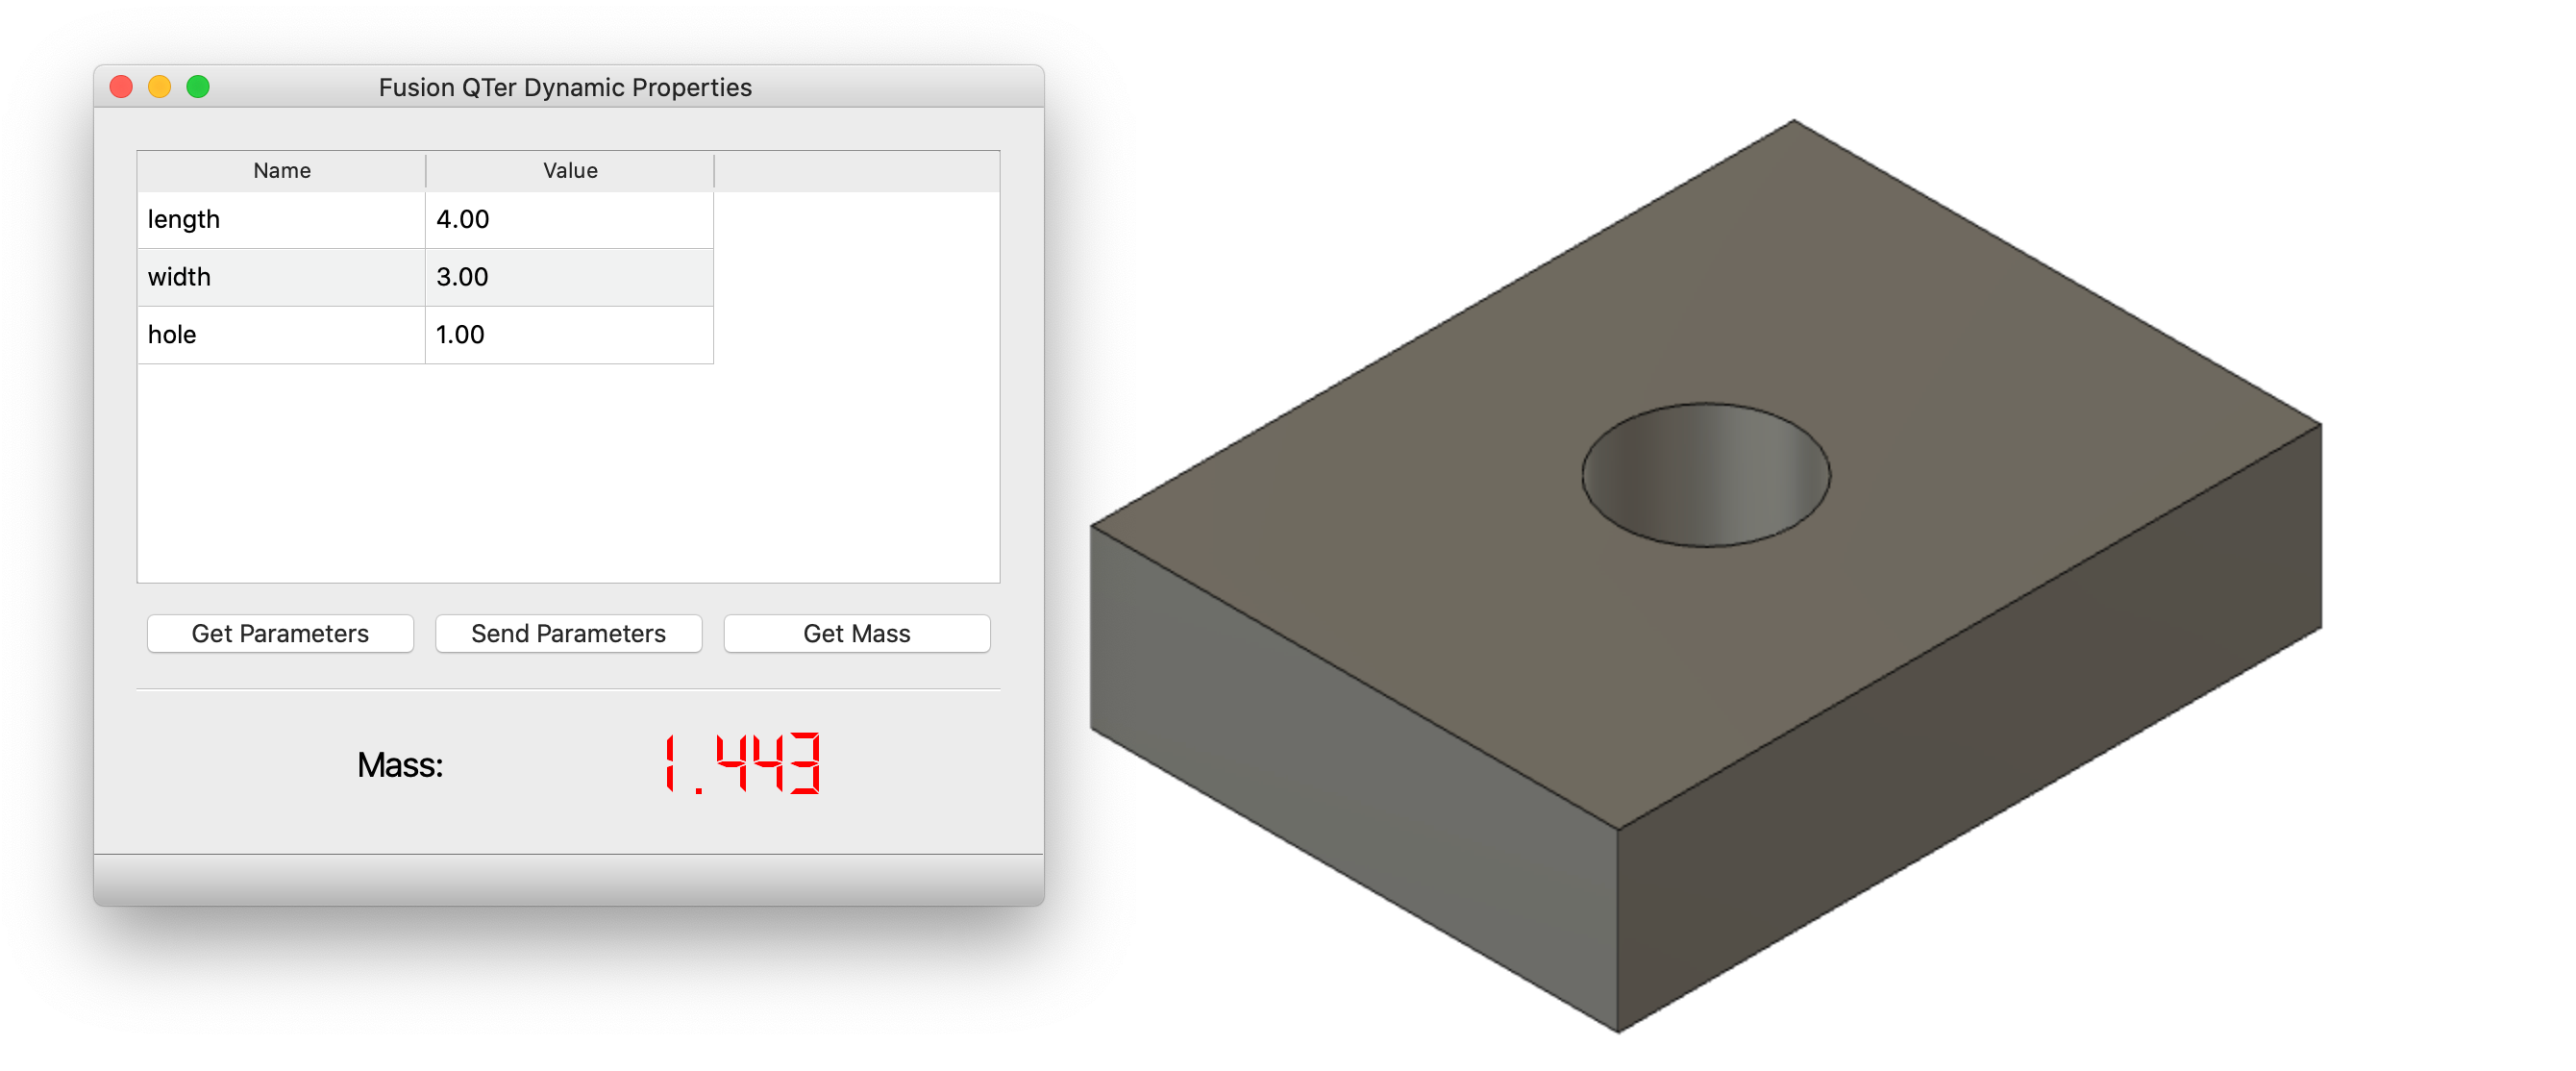 Fusion QTer Dynamic Properties
Name Value
length 4.00
width 3.00
hole 1.00
Get Parameters Send Parameters Get Mass
Mass: 1.443